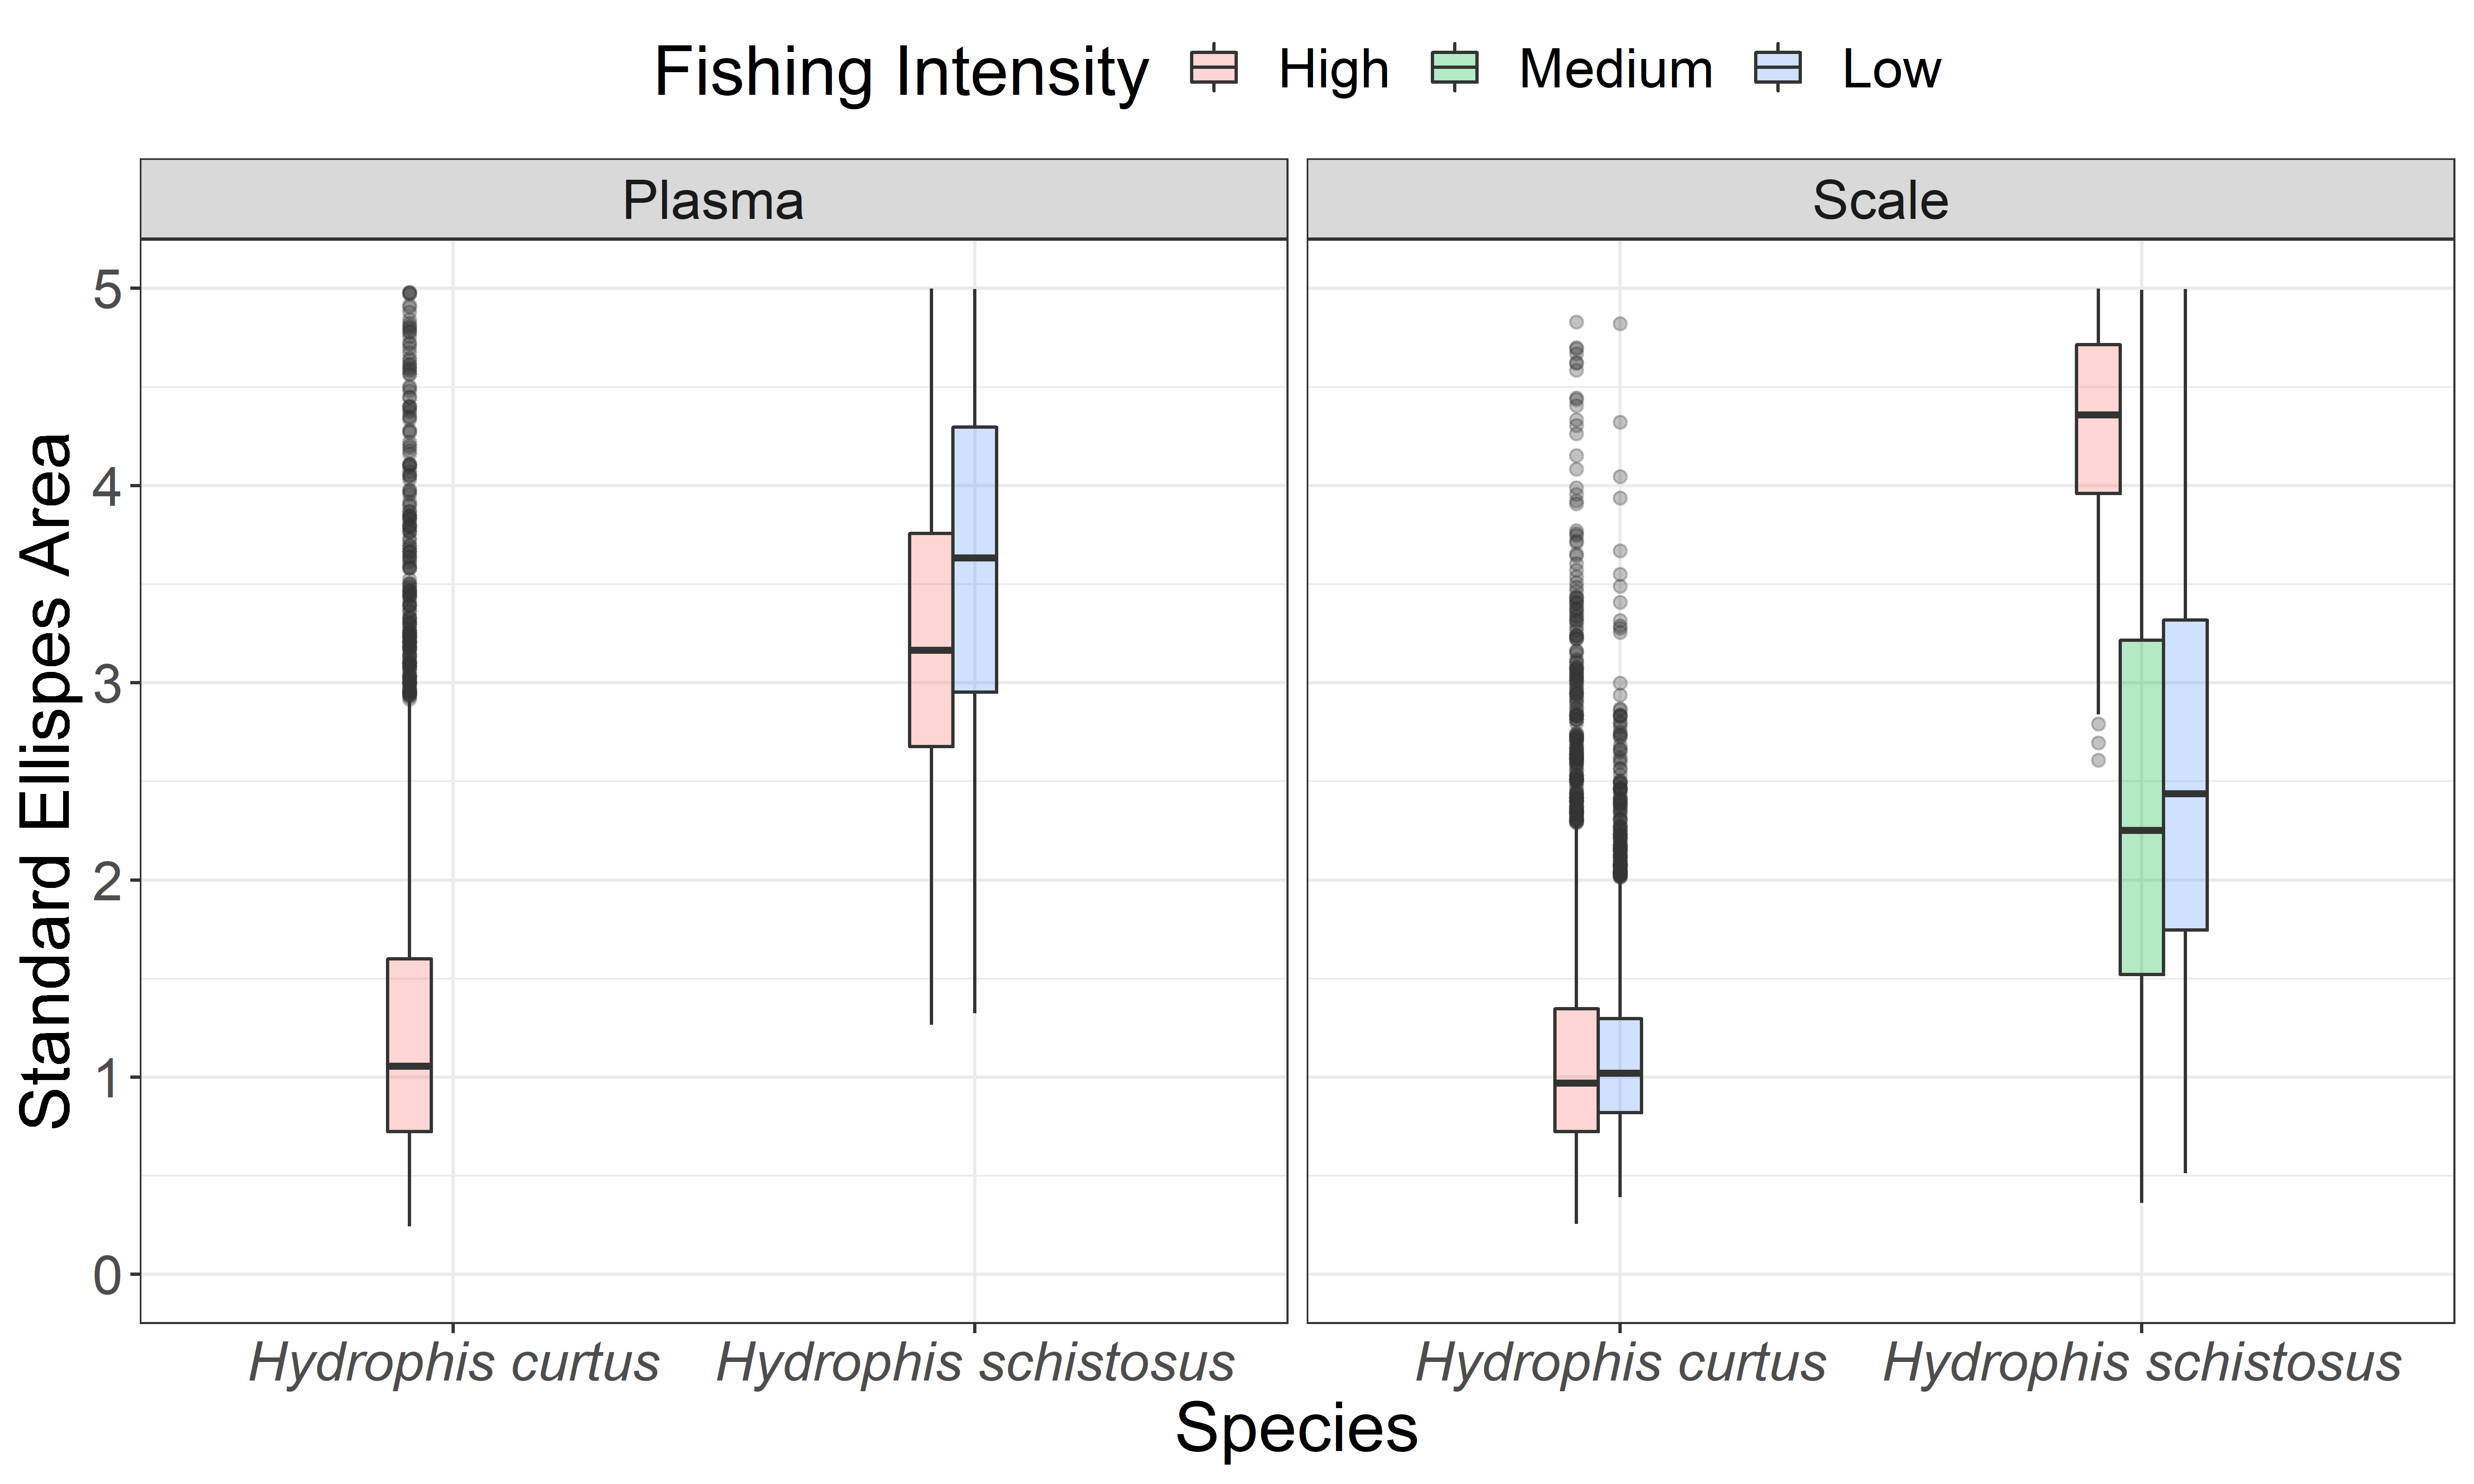 Fishing Intensity High Medium Low
Plasma Scale
Standard Ellispes Area
5
4
3
2
1
0
Hydrophis curtus Hydrophis schistosus Hydrophis curtus Hydrophis schistosus
Species